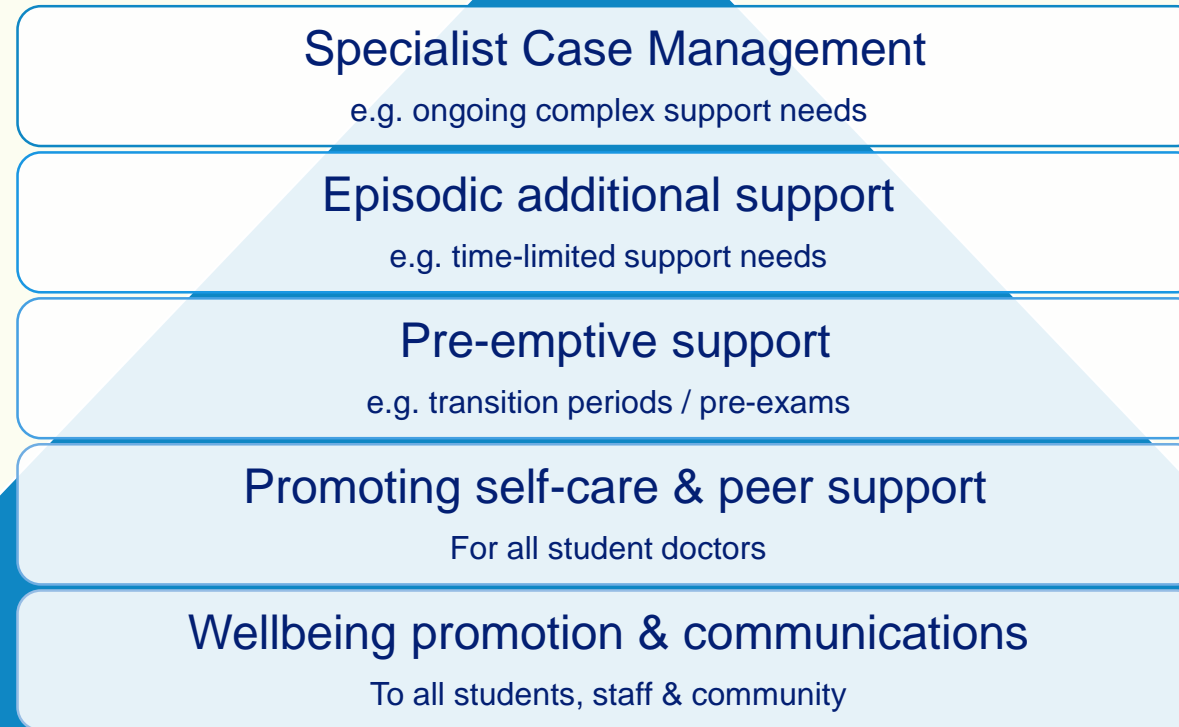 Specialist Case Management
e.g. ongoing complex support needs
Episodic additional support
e.g. time-limited support needs
Pre-emptive support
e.g. transition periods / pre-exams
Promoting self-care & peer support
For all student doctors
Wellbeing promotion & communications
To all students, staff & community